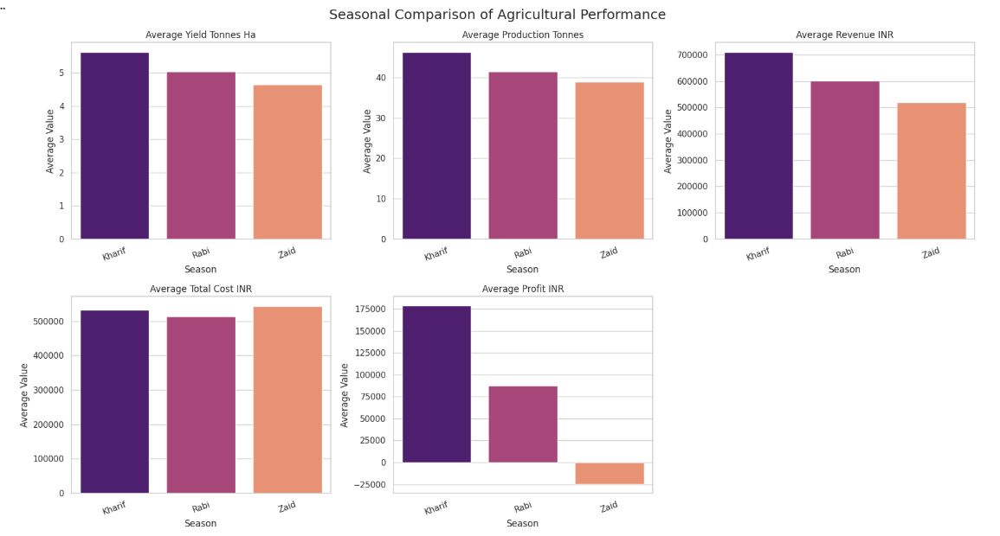 ..
Seasonal Comparison of Agricultural Performance
Average Yield Tonnes Ha
Average Value
5
4
3
2
1
0
Kharif
Rabi
Zaid
Season
Average Production Tonnes
Average Value
40
30
20
10
0
Kharif
Rabi
Zaid
Season
Average Revenue INR
Average Value
700000
600000
500000
400000
300000
200000
100000
0
Kharif
Rabi
Zaid
Season
Average Total Cost INR
Average Value
500000
400000
300000
200000
100000
0
Kharif
Rabi
Zaid
Season
Average Profit INR
Average Value
175000
150000
125000
100000
75000
50000
25000
0
−25000
Kharif
Rabi
Zaid
Season